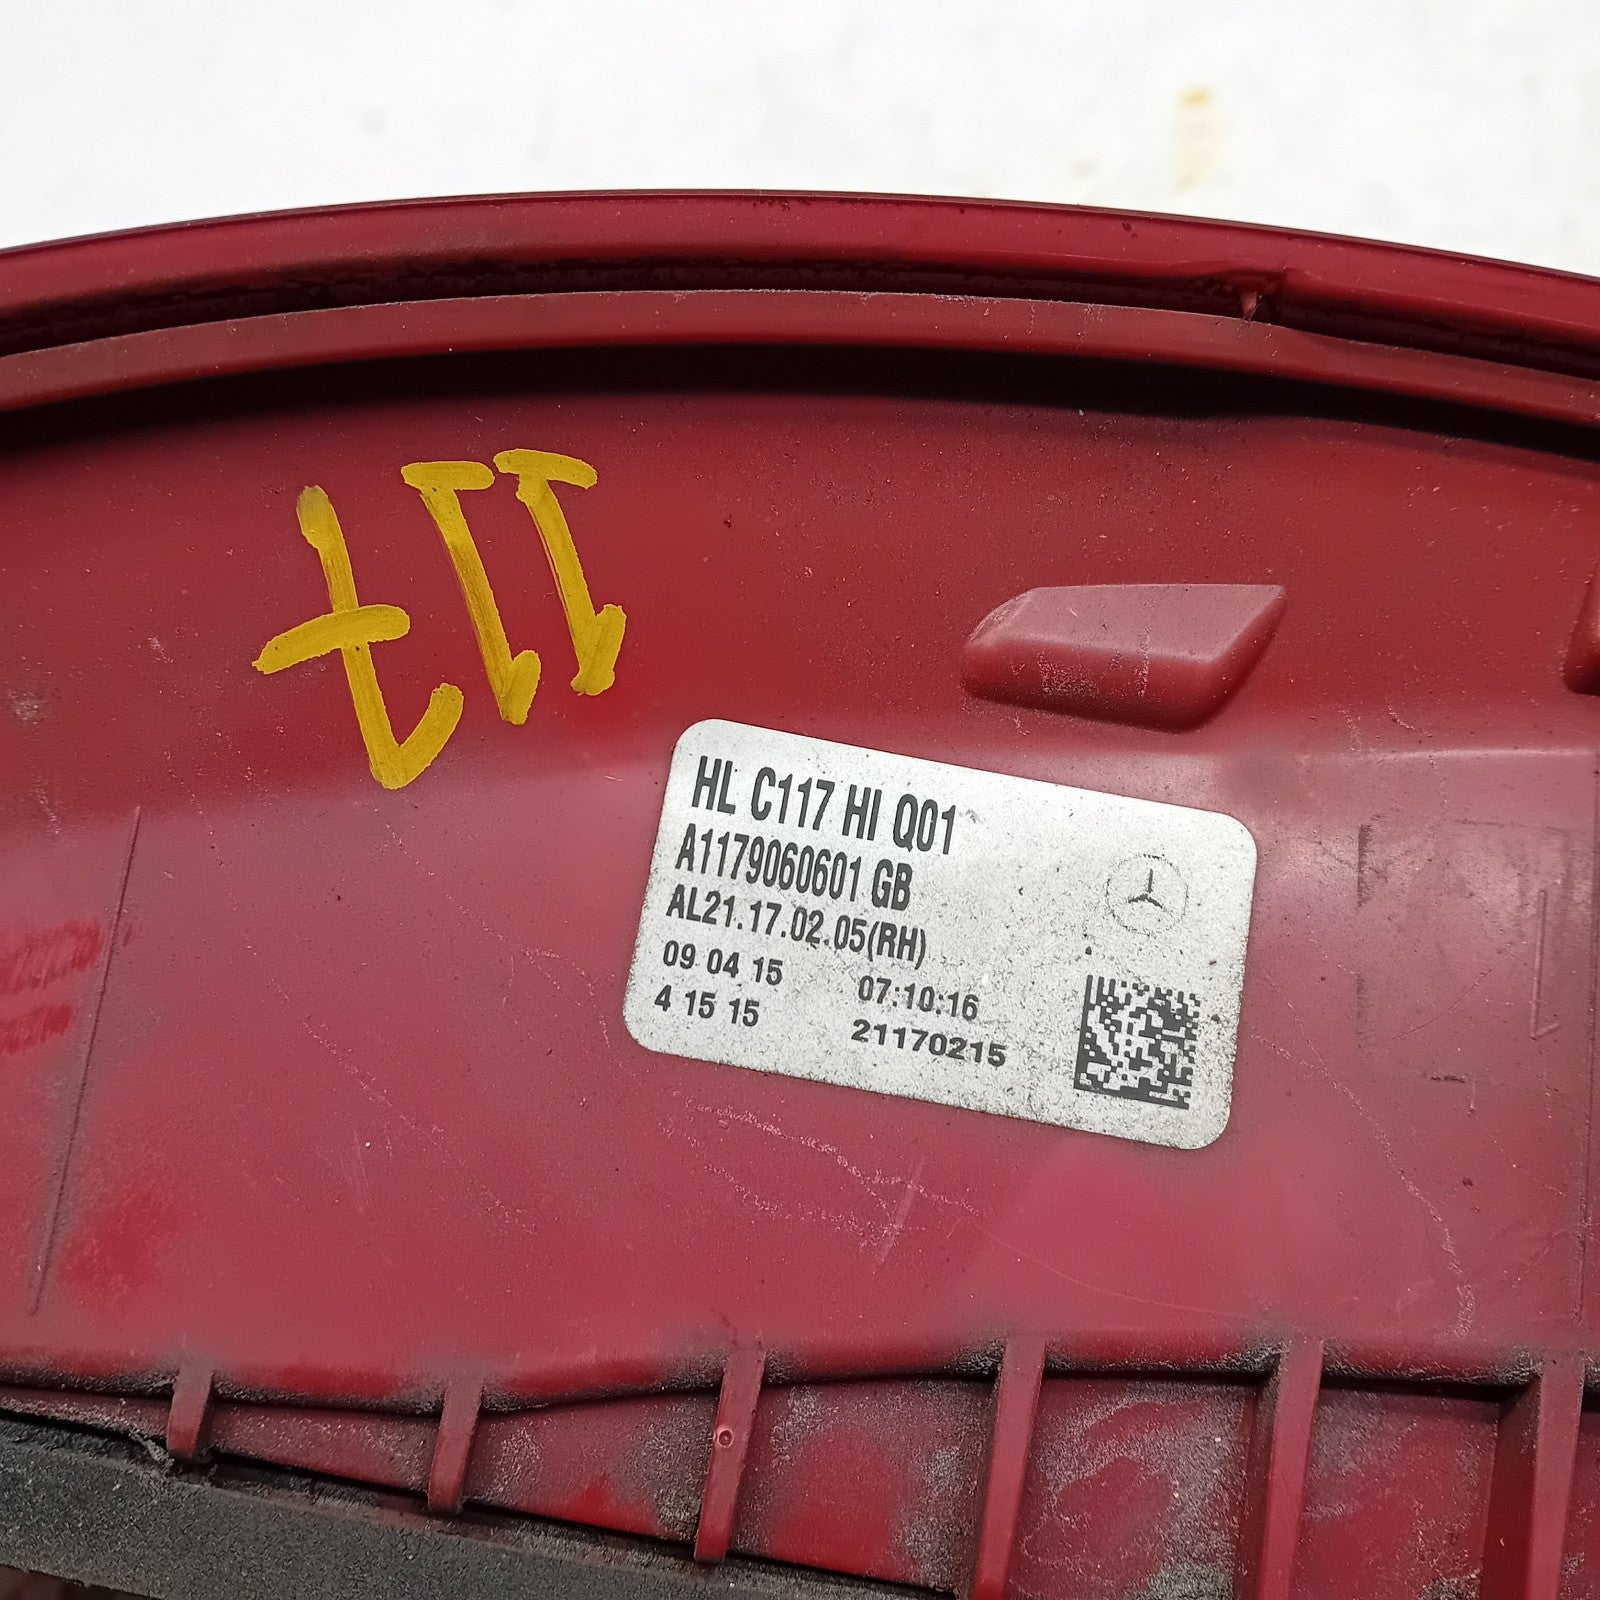 117
HL C117 HI Q01
A1179060601 GB
AL21.17.02.05(RH)
09 04 15 07:10:16
4 15 15 21170215